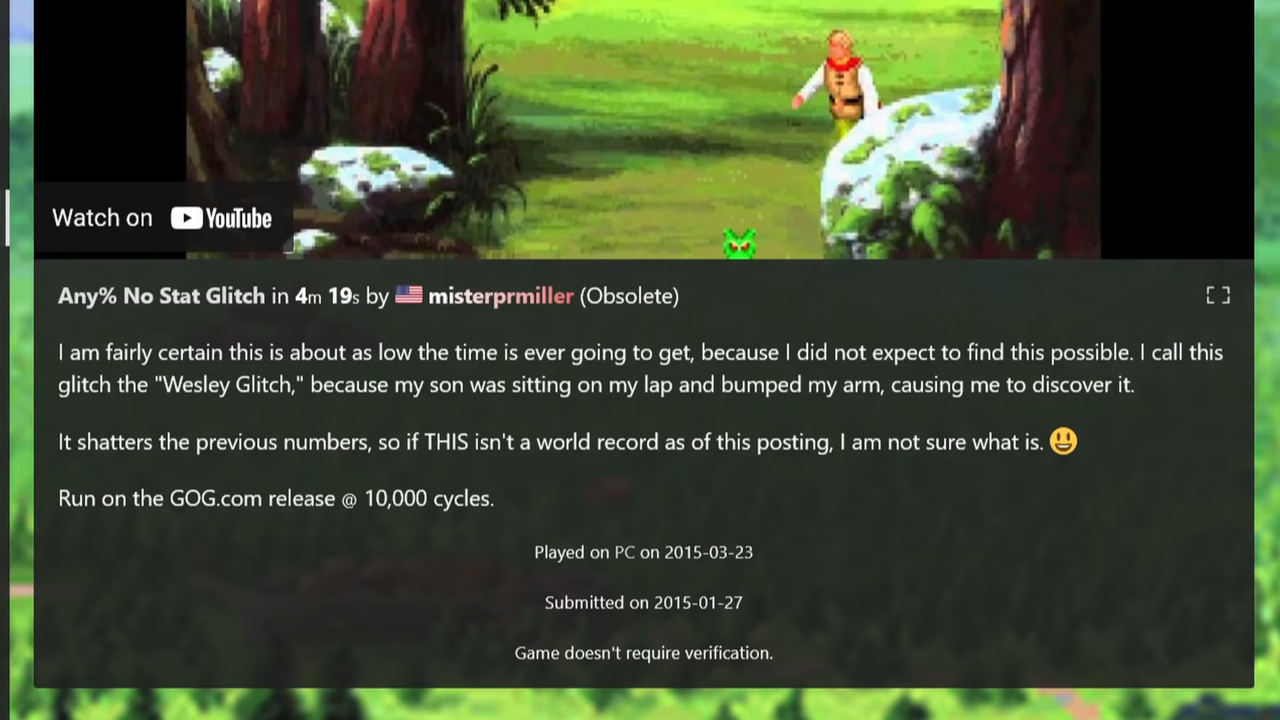 Watch on YouTube
Any% No Stat Glitch in 4m 19s by misterprmiller (Obsolete)
I am fairly certain this is about as low the time is ever going to get, because I did not expect to find this possible. I call this
glitch the "Wesley Glitch," because my son was sitting on my lap and bumped my arm, causing me to discover it.
It shatters the previous numbers, so if THIS isn't a world record as of this posting, I am not sure what is. 😃
Run on the GOG.com release @ 10,000 cycles.
Played on PC on 2015-03-23
Submitted on 2015-01-27
Game doesn't require verification.